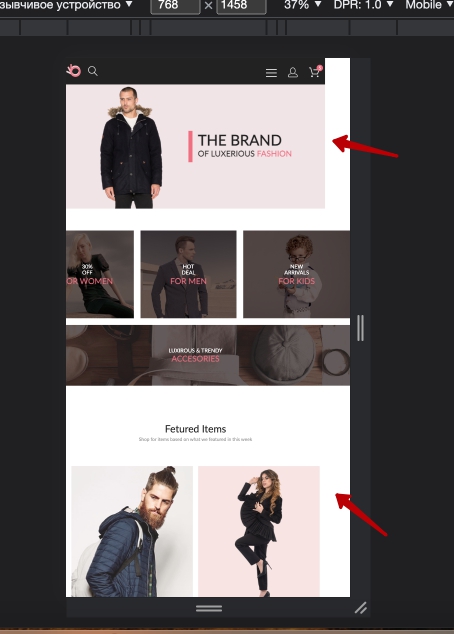 зывчивое устройство ▼ 768 × 1458 37% ▼ DPR: 1.0 ▼ Mobile ▼
THE BRAND
OF LUXERIOUS FASHION
30%
OFF
OR WOMEN
HOT
DEAL
FOR MEN
NEW
ARRIVALS
FOR KIDS
LUXIROUS & TRENDY
ACCESORIES
Fetured Items
Shop for items based on what we featured in this week